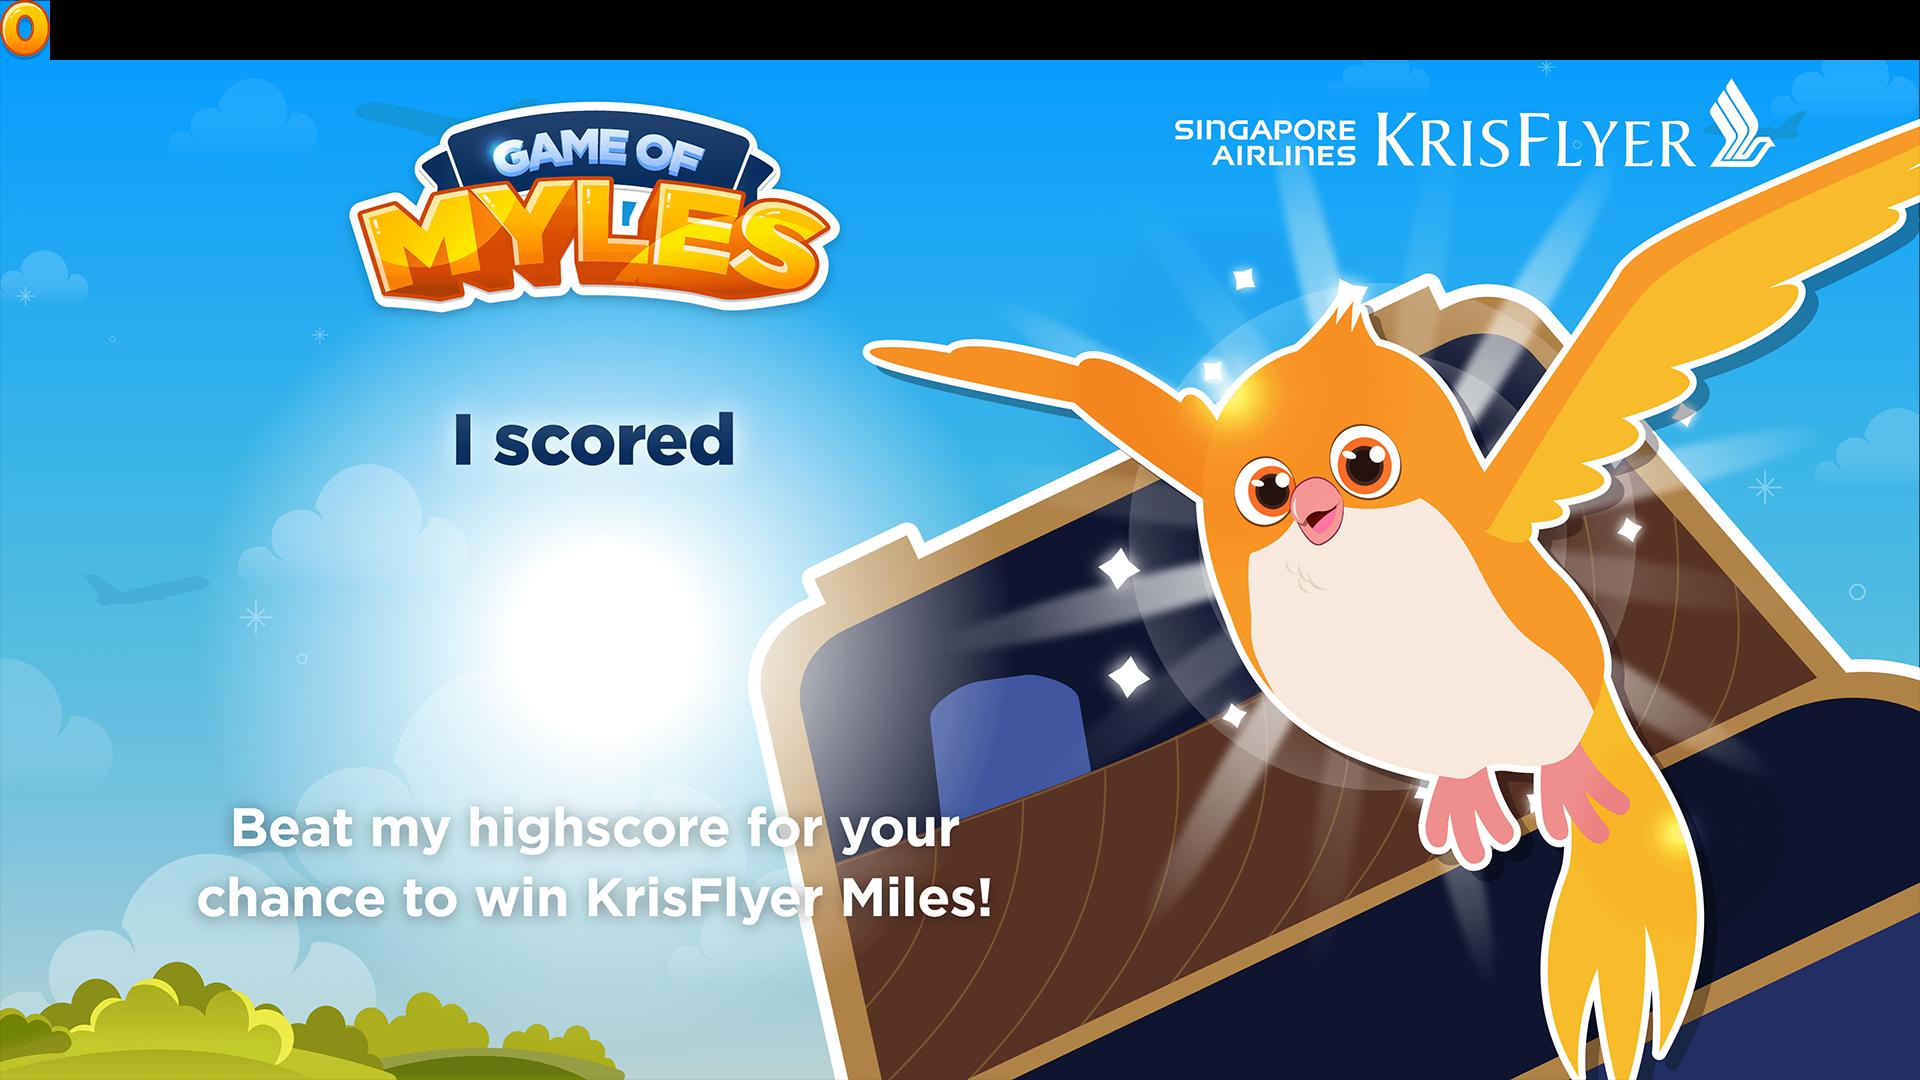 0
GAME OF
MYLES
SINGAPORE
AIRLINES
KRISFLYER
I scored
Beat my highscore for your
chance to win KrisFlyer Miles!